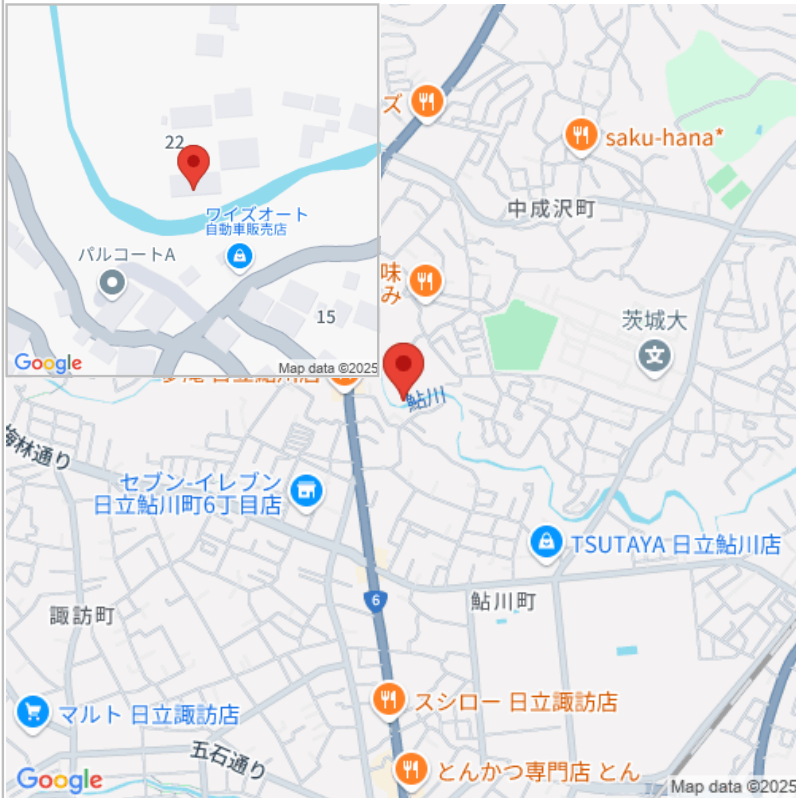 22
ワイズオート
自動車販売店
パルコートA
15
Google
Map data ©2025
ズ
saku-hana*
中成沢町
味
み
茨城大
文
鮎川
梅林通り
セブン-イレブン
日立鮎川町6丁目店
TSUTAYA 日立鮎川店
6
鮎川町
諏訪町
スシロー 日立諏訪店
マルト 日立諏訪店
五石通り
とんかつ専門店 とん
Google
Map data ©2025